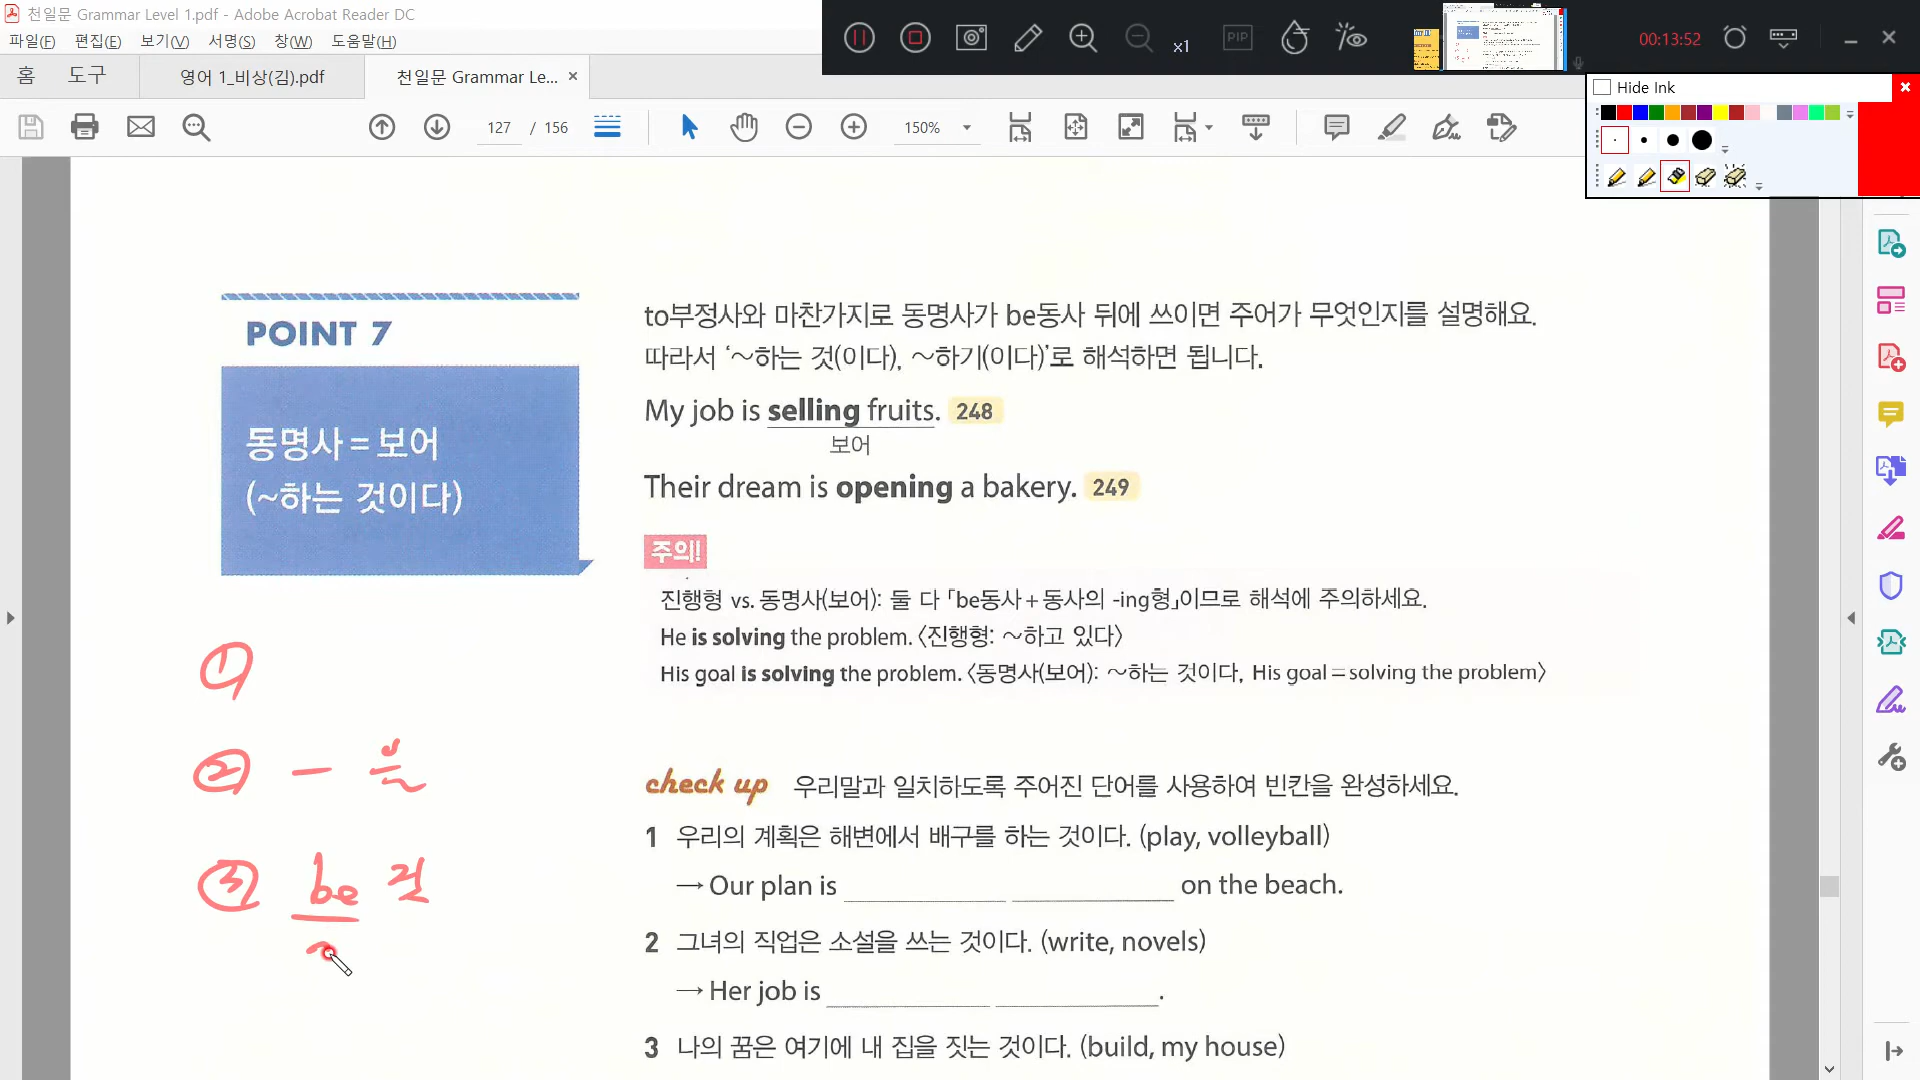 천일문 Grammar Level 1.pdf - Adobe Acrobat Reader DC
파일(F) 편집(E) 보기(V) 서명(S) 창(W) 도움말(H)
x1
PIP
00:13:52
홈 도구 영어 1_비상(김).pdf 천일문 Grammar Le... ×
Hide Ink
127 / 156 150%
POINT 7
동명사 = 보어
(~하는 것이다)
to부정사와 마찬가지로 동명사가 be동사 뒤에 쓰이면 주어가 무엇인지를 설명해요.
따라서 ‘~하는 것(이다), ~하기(이다)’로 해석하면 됩니다.
My job is selling fruits. 248
보어
Their dream is opening a bakery. 249
주의!
진행형 vs. 동명사(보어): 둘 다 「be동사 + 동사의 -ing형」이므로 해석에 주의하세요.
He is solving the problem. 〈진행형: ~하고 있다〉
His goal is solving the problem. 〈동명사(보어): ~하는 것이다, His goal = solving the problem〉
①
② -
③ be
check up 우리말과 일치하도록 주어진 단어를 사용하여 빈칸을 완성하세요.
1 우리의 계획은 해변에서 배구를 하는 것이다. (play, volleyball)
→ Our plan is on the beach.
2 그녀의 직업은 소설을 쓰는 것이다. (write, novels)
→ Her job is .
3 나의 꿈은 여기에 내 집을 짓는 것이다. (build, my house)